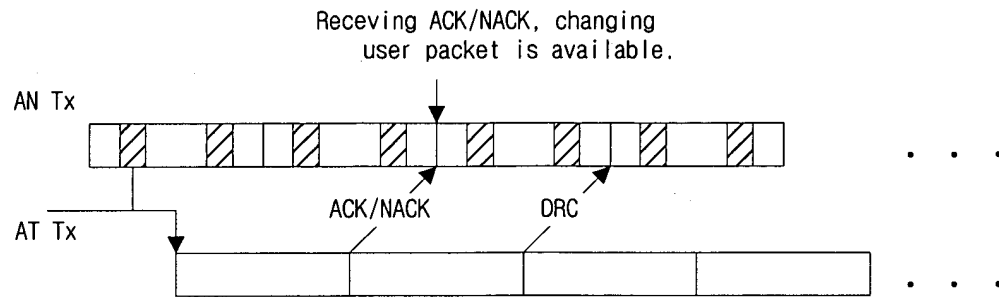 Receving ACK/NACK, changing
user packet is available.
AN Tx
ACK/NACK
DRC
AT Tx